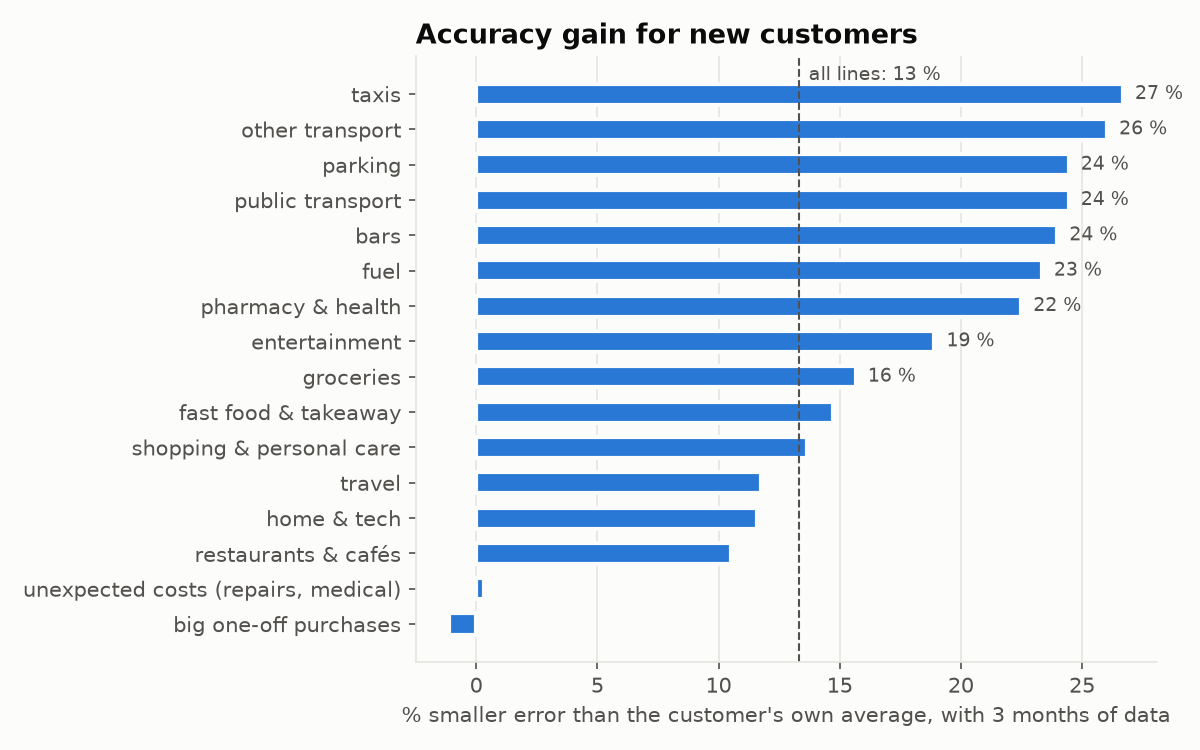 Accuracy gain for new customers
all lines: 13 %
taxis 27 %
other transport 26 %
parking 24 %
public transport 24 %
bars 24 %
fuel 23 %
pharmacy & health 22 %
entertainment 19 %
groceries 16 %
fast food & takeaway
shopping & personal care
travel
home & tech
restaurants & cafés
unexpected costs (repairs, medical)
big one-off purchases
0 5 10 15 20 25
% smaller error than the customer's own average, with 3 months of data